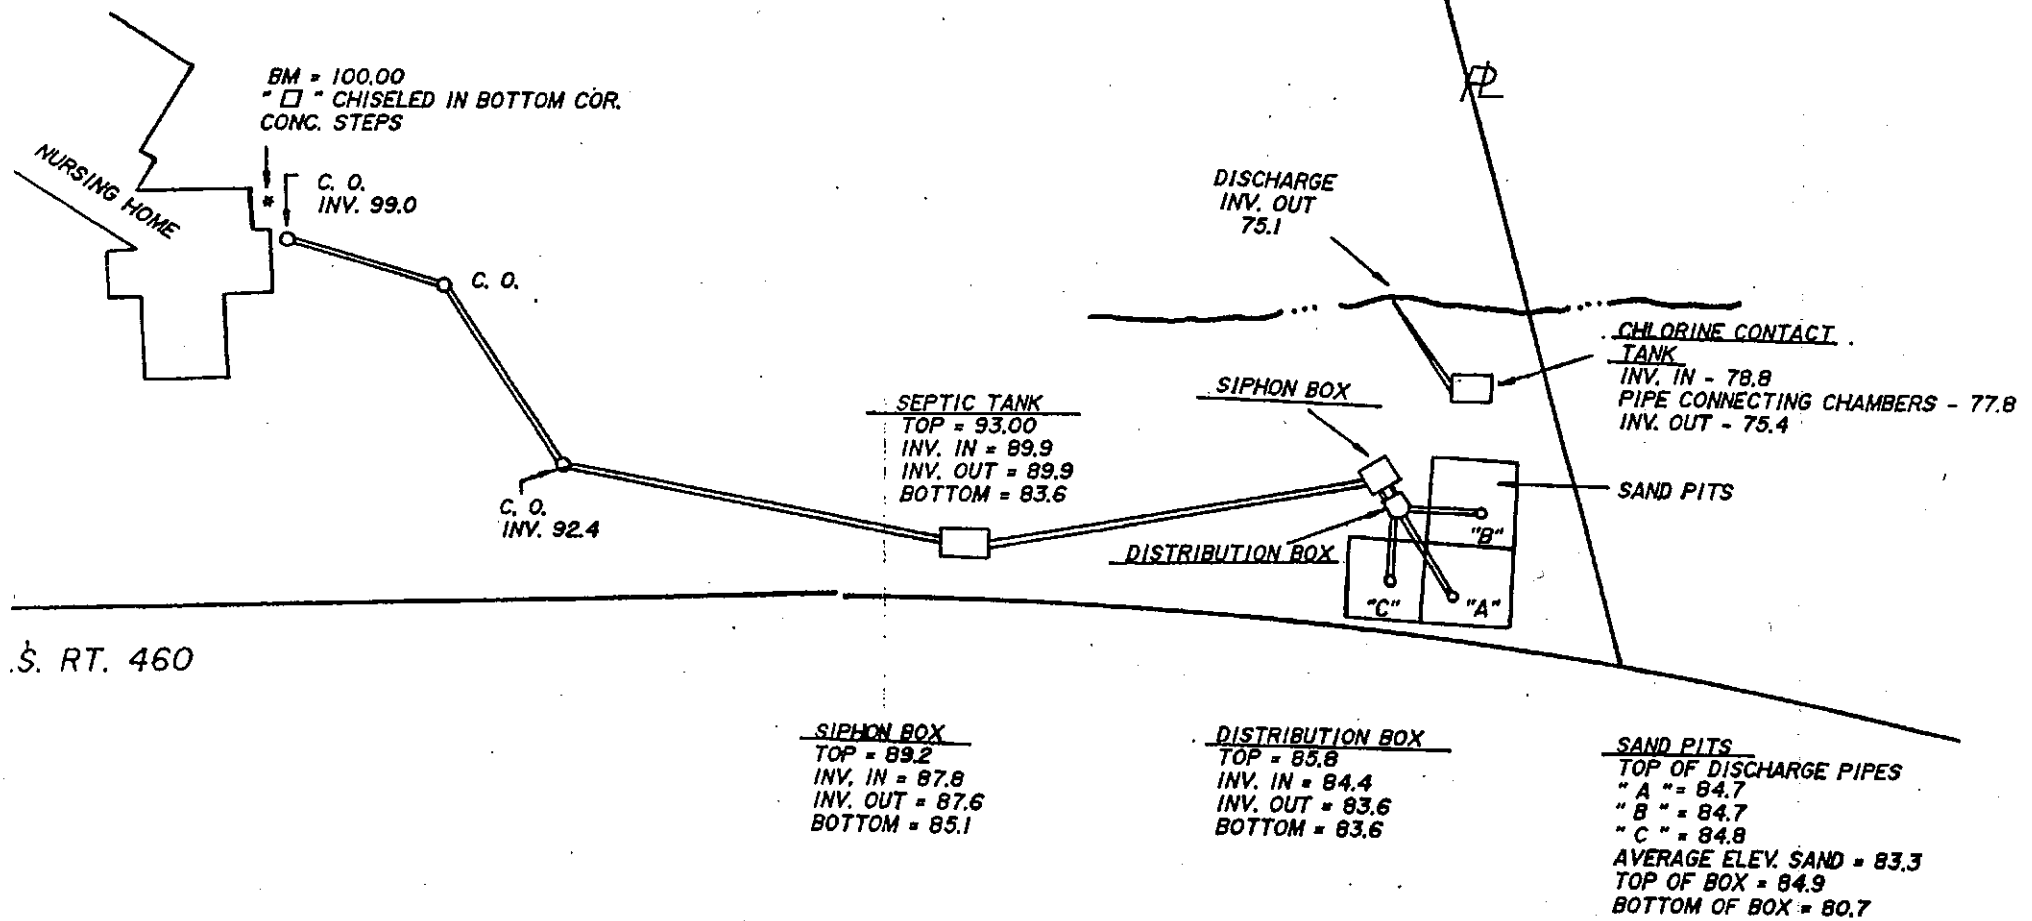 BM = 100.00
" □ " CHISELED IN BOTTOM COR.
CONC. STEPS
NURSING HOME
*
C. O.
INV. 99.0
C. O.
C. O.
INV. 92.4
SEPTIC TANK
TOP = 93.00
INV. IN = 89.9
INV. OUT = 89.9
BOTTOM = 83.6
DISCHARGE
INV. OUT
75.1
PL
CHLORINE CONTACT
TANK
INV. IN - 78.8
PIPE CONNECTING CHAMBERS - 77.8
INV. OUT - 75.4
SIPHON BOX
SAND PITS
DISTRIBUTION BOX
"B"
"C"
"A"
.S. RT. 460
SIPHON BOX
TOP = 89.2
INV. IN = 87.8
INV. OUT = 87.6
BOTTOM = 85.1
DISTRIBUTION BOX
TOP = 85.8
INV. IN = 84.4
INV. OUT = 83.6
BOTTOM = 83.6
SAND PITS
TOP OF DISCHARGE PIPES
" A " = 84.7
" B " = 84.7
" C " = 84.8
AVERAGE ELEV. SAND = 83.3
TOP OF BOX = 84.9
BOTTOM OF BOX = 80.7